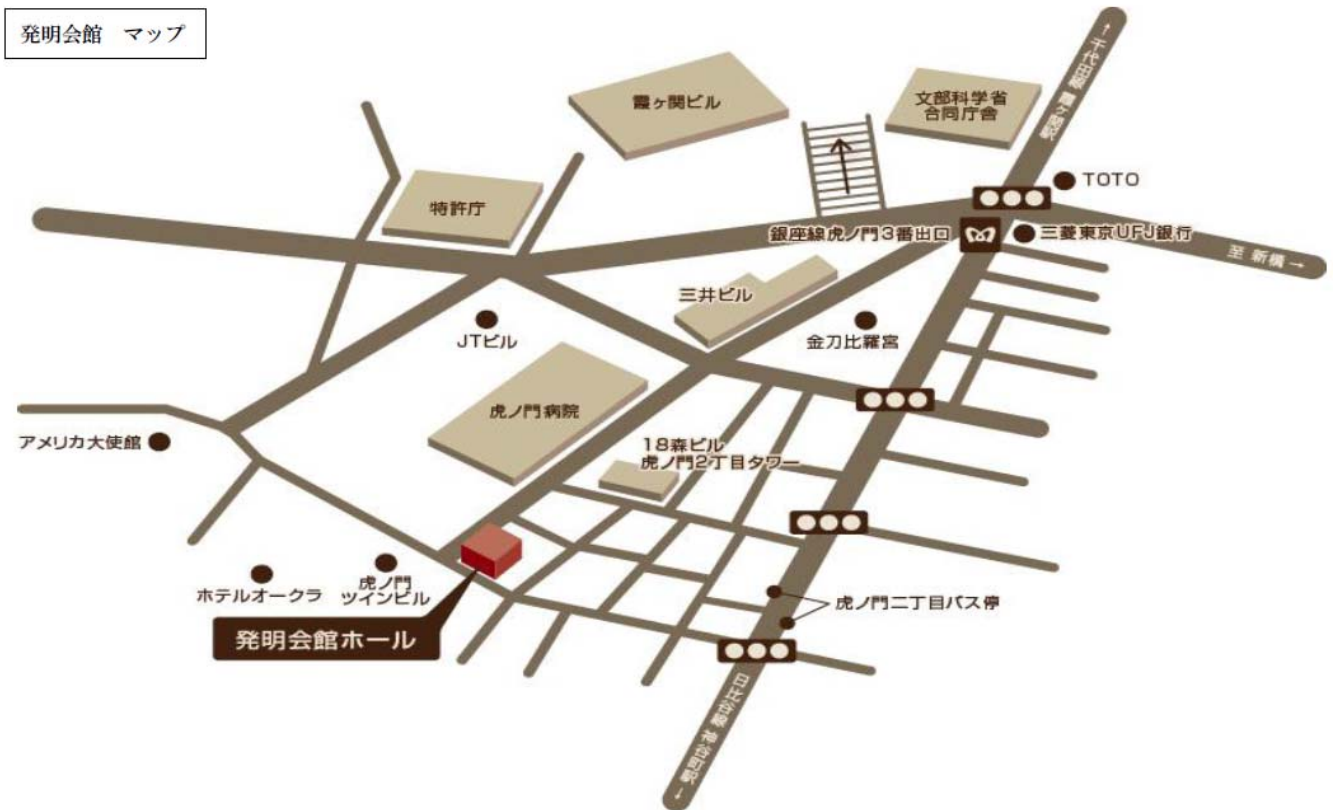 発明会館　マップ
↑千代田線 霞ヶ関駅
霞ヶ関ビル
文部科学省
合同庁舎
TOTO
特許庁
銀座線虎ノ門3番出口
三菱東京UFJ銀行
至 新橋→
三井ビル
JTビル
金刀比羅宮
虎ノ門病院
アメリカ大使館
18森ビル
虎ノ門2丁目タワー
ホテルオークラ
虎ノ門
ツインビル
虎ノ門二丁目バス停
発明会館ホール
日比谷線 神谷町駅↓